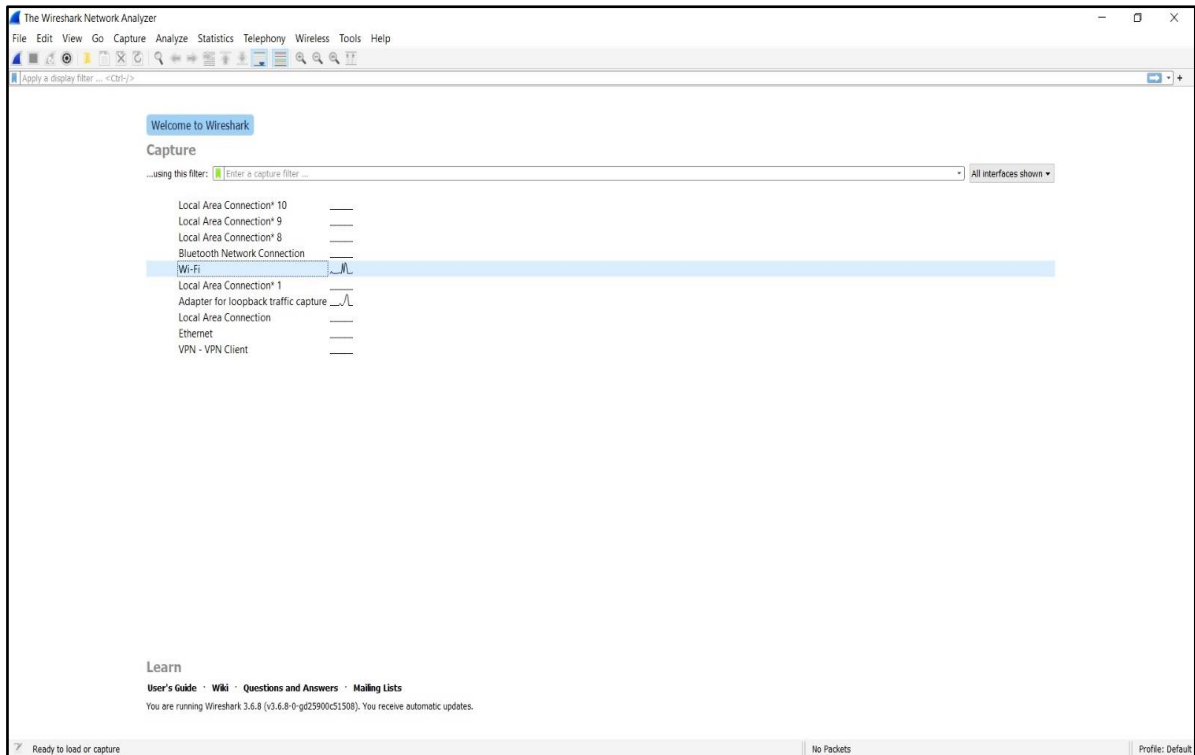 The Wireshark Network Analyzer
File Edit View Go Capture Analyze Statistics Telephony Wireless Tools Help
Apply a display filter ... <Ctrl-/>
Welcome to Wireshark
Capture
...using this filter: Enter a capture filter ... All interfaces shown
Local Area Connection* 10
Local Area Connection* 9
Local Area Connection* 8
Bluetooth Network Connection
Wi-Fi
Local Area Connection* 1
Adapter for loopback traffic capture
Local Area Connection
Ethernet
VPN - VPN Client
Learn
User's Guide · Wiki · Questions and Answers · Mailing Lists
You are running Wireshark 3.6.8 (v3.6.8-0-gd25900c51508). You receive automatic updates.
Ready to load or capture No Packets Profile: Default